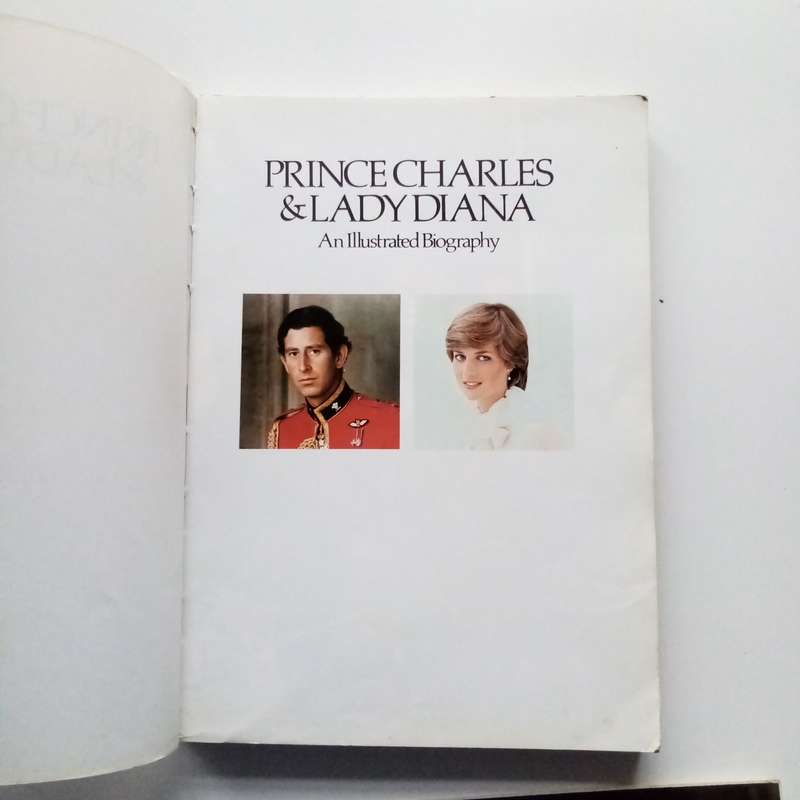 PRINCE CHARLES
& LADY DIANA
An Illustrated Biography